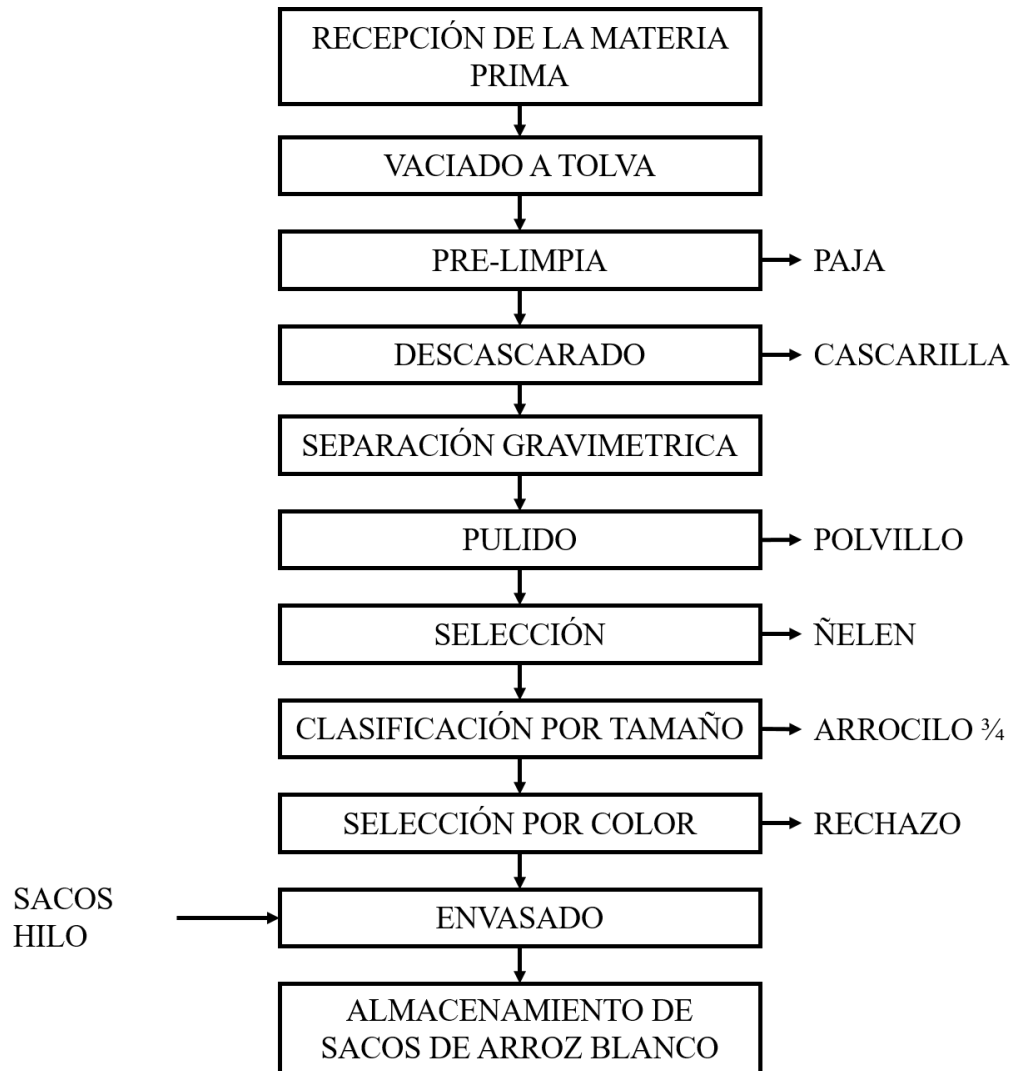 RECEPCIÓN DE LA MATERIA
PRIMA
VACIADO A TOLVA
PRE-LIMPIA
PAJA
DESCASCARADO
CASCARILLA
SEPARACIÓN GRAVIMETRICA
PULIDO
POLVILLO
SELECCIÓN
ÑELEN
CLASIFICACIÓN POR TAMAÑO
ARROCILO ¾
SELECCIÓN POR COLOR
RECHAZO
SACOS
HILO
ENVASADO
ALMACENAMIENTO DE
SACOS DE ARROZ BLANCO